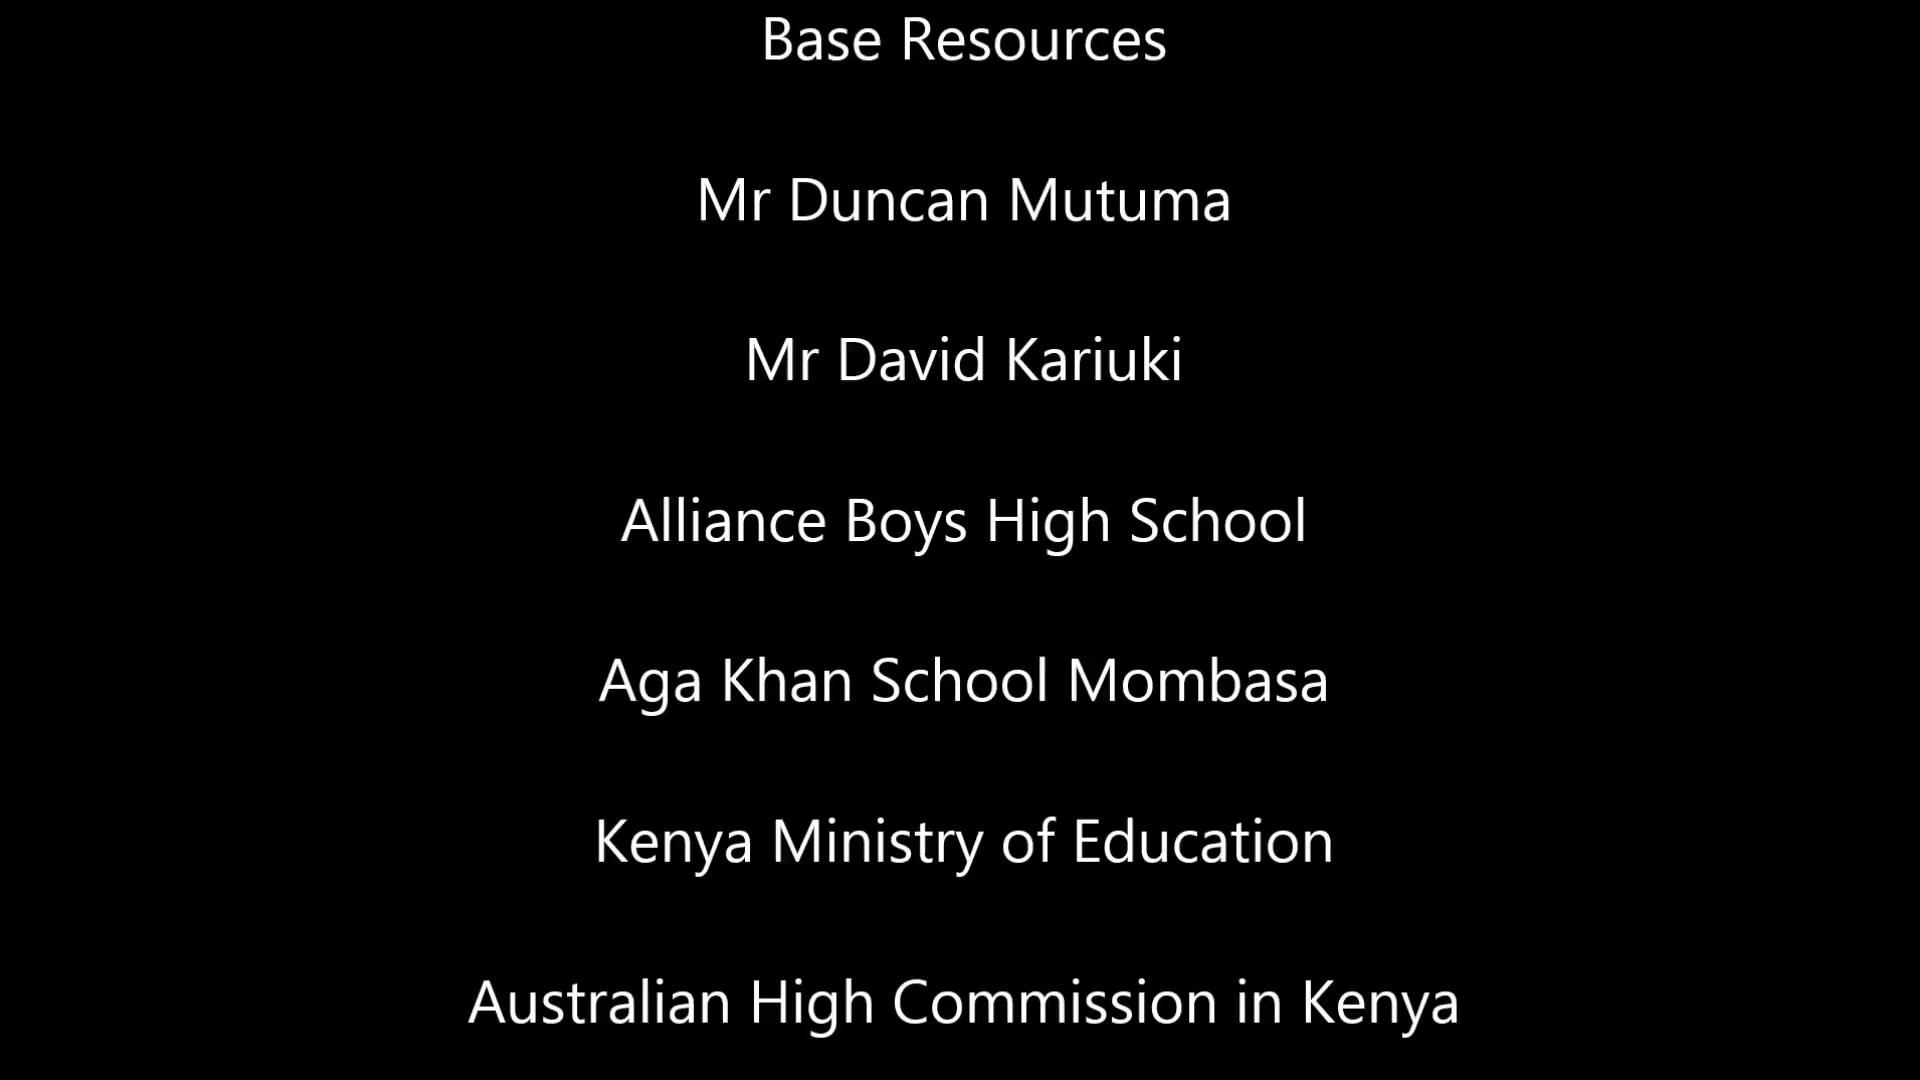 Base Resources
Mr Duncan Mutuma
Mr David Kariuki
Alliance Boys High School
Aga Khan School Mombasa
Kenya Ministry of Education
Australian High Commission in Kenya